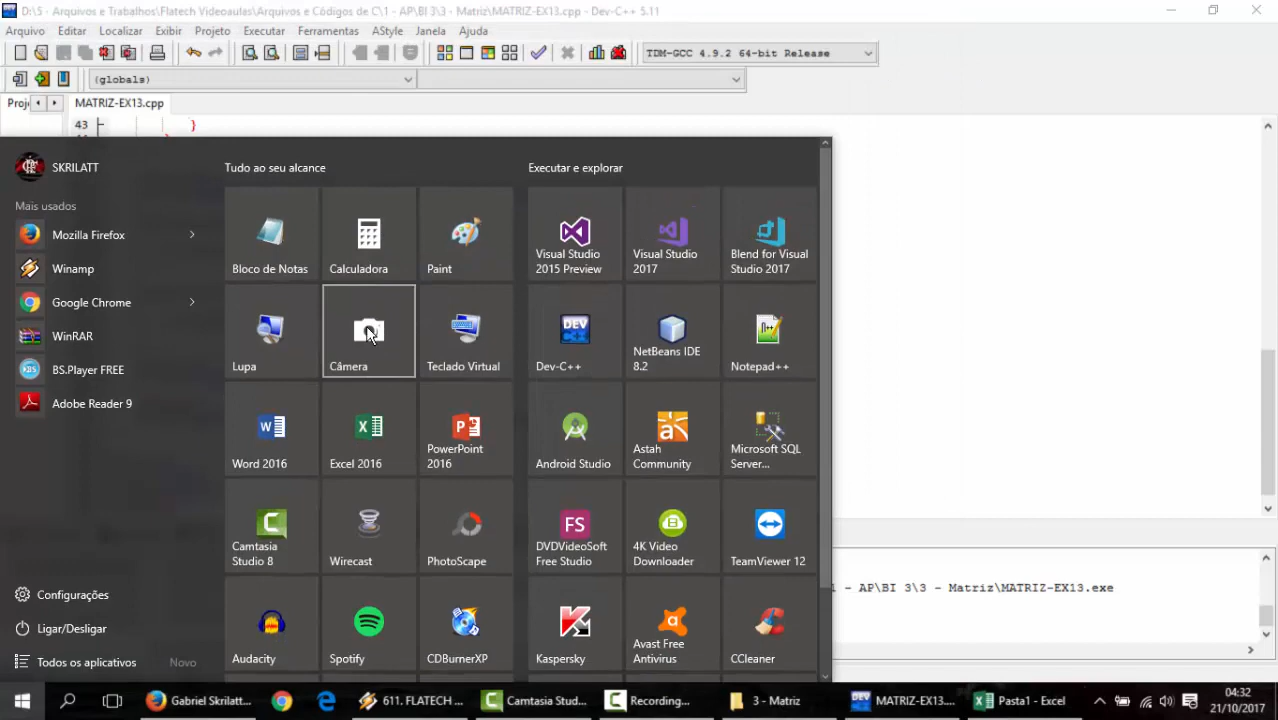 D:\5 - Arquivos e Trabalhos\Flatech Videoaulas\Arquivos e Códigos de C\1 - AP\BI 3\3 - Matriz\MATRIZ-EX13.cpp - Dev-C++ 5.11
Arquivo Editar Localizar Exibir Projeto Executar Ferramentas AStyle Janela Ajuda
TDM-GCC 4.9.2 64-bit Release
(globals)
Proje MATRIZ-EX13.cpp
43 }
SKRILATT
Tudo ao seu alcance
Executar e explorar
Mais usados
Mozilla Firefox
Winamp
Google Chrome
WinRAR
BS.Player FREE
Adobe Reader 9
Bloco de Notas
Calculadora
Paint
Visual Studio
2015 Preview
Visual Studio
2017
Blend for Visual
Studio 2017
Lupa
Câmera
Teclado Virtual
DEV
C++
Dev-C++
NetBeans IDE
8.2
Notepad++
Word 2016
Excel 2016
PowerPoint
2016
Android Studio
Astah
Community
Microsoft SQL
Server...
Camtasia
Studio 8
Wirecast
PhotoScape
FS
DVDVideoSoft
Free Studio
4K Video
Downloader
TeamViewer 12
Audacity
Spotify
CDBurnerXP
Kaspersky
Avast Free
Antivirus
CCleaner
Configurações
Ligar/Desligar
Todos os aplicativos Novo
1 - AP\BI 3\3 - Matriz\MATRIZ-EX13.exe
Gabriel Skrilatt...
611. FLATECH ...
Camtasia Stud...
Recording...
3 - Matriz
MATRIZ-EX13....
Pasta1 - Excel
04:32
21/10/2017